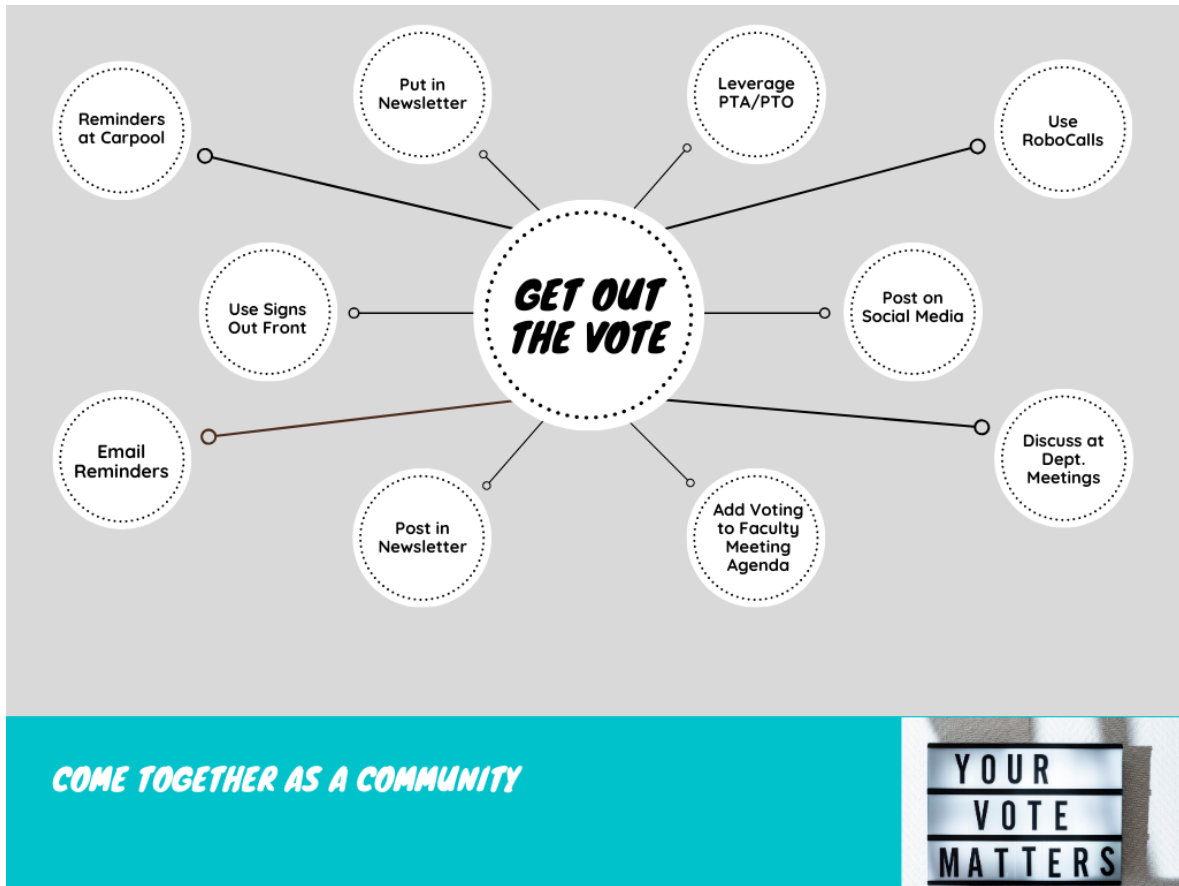 Put in
Newsletter
Leverage
PTA/PTO
Reminders
at Carpool
Use
RoboCalls
Use Signs
Out Front
GET OUT
THE VOTE
Post on
Social Media
Email
Reminders
Discuss at
Dept.
Meetings
Post in
Newsletter
Add Voting
to Faculty
Meeting
Agenda
COME TOGETHER AS A COMMUNITY
YOUR
VOTE
MATTERS